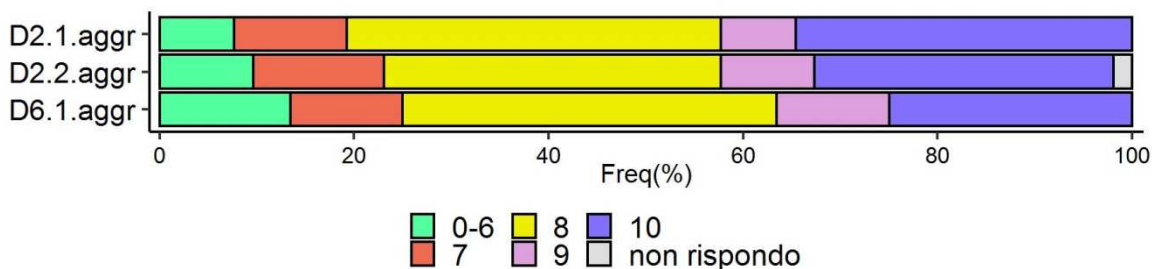 D2.1.aggr
D2.2.aggr
D6.1.aggr
0 20 40 60 80 100
Freq(%)
0-6 8 10
7 9 non rispondo